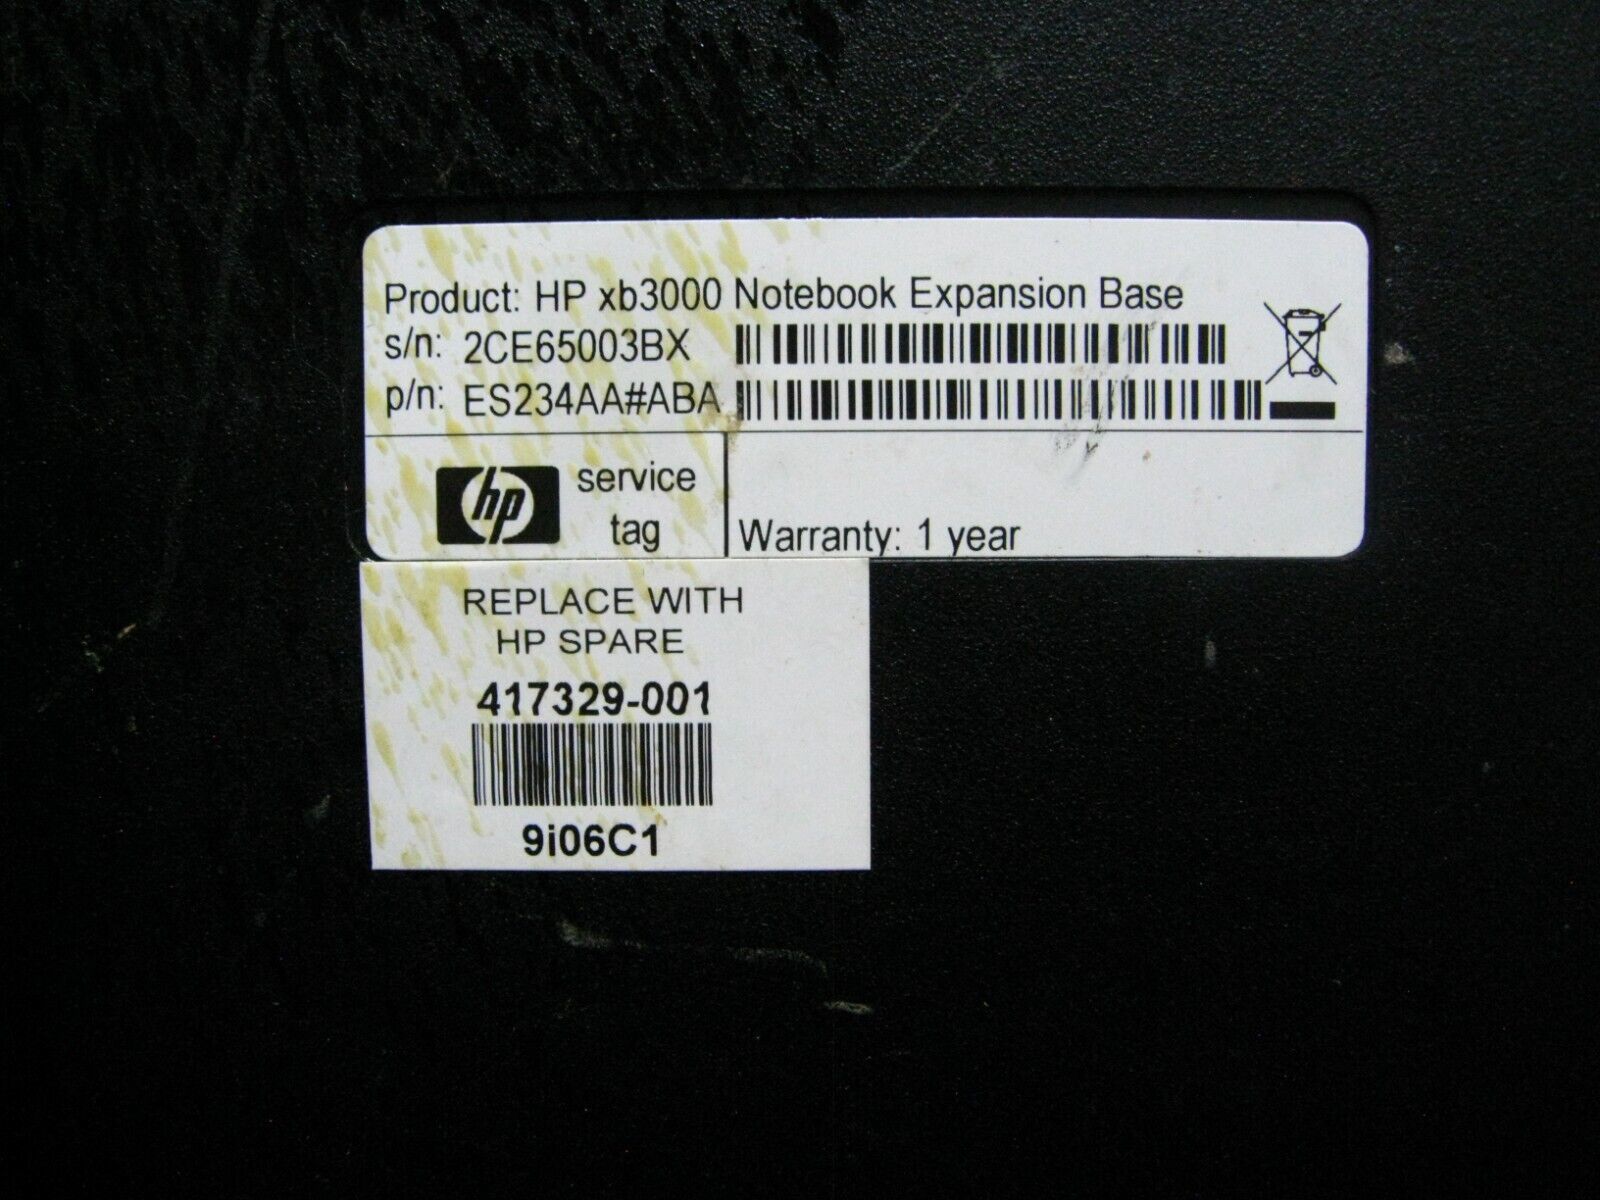 Product: HP xb3000 Notebook Expansion Base
s/n: 2CE65003BX
p/n: ES234AA#ABA
hp service
tag
Warranty: 1 year
REPLACE WITH
HP SPARE
417329-001
9i06C1